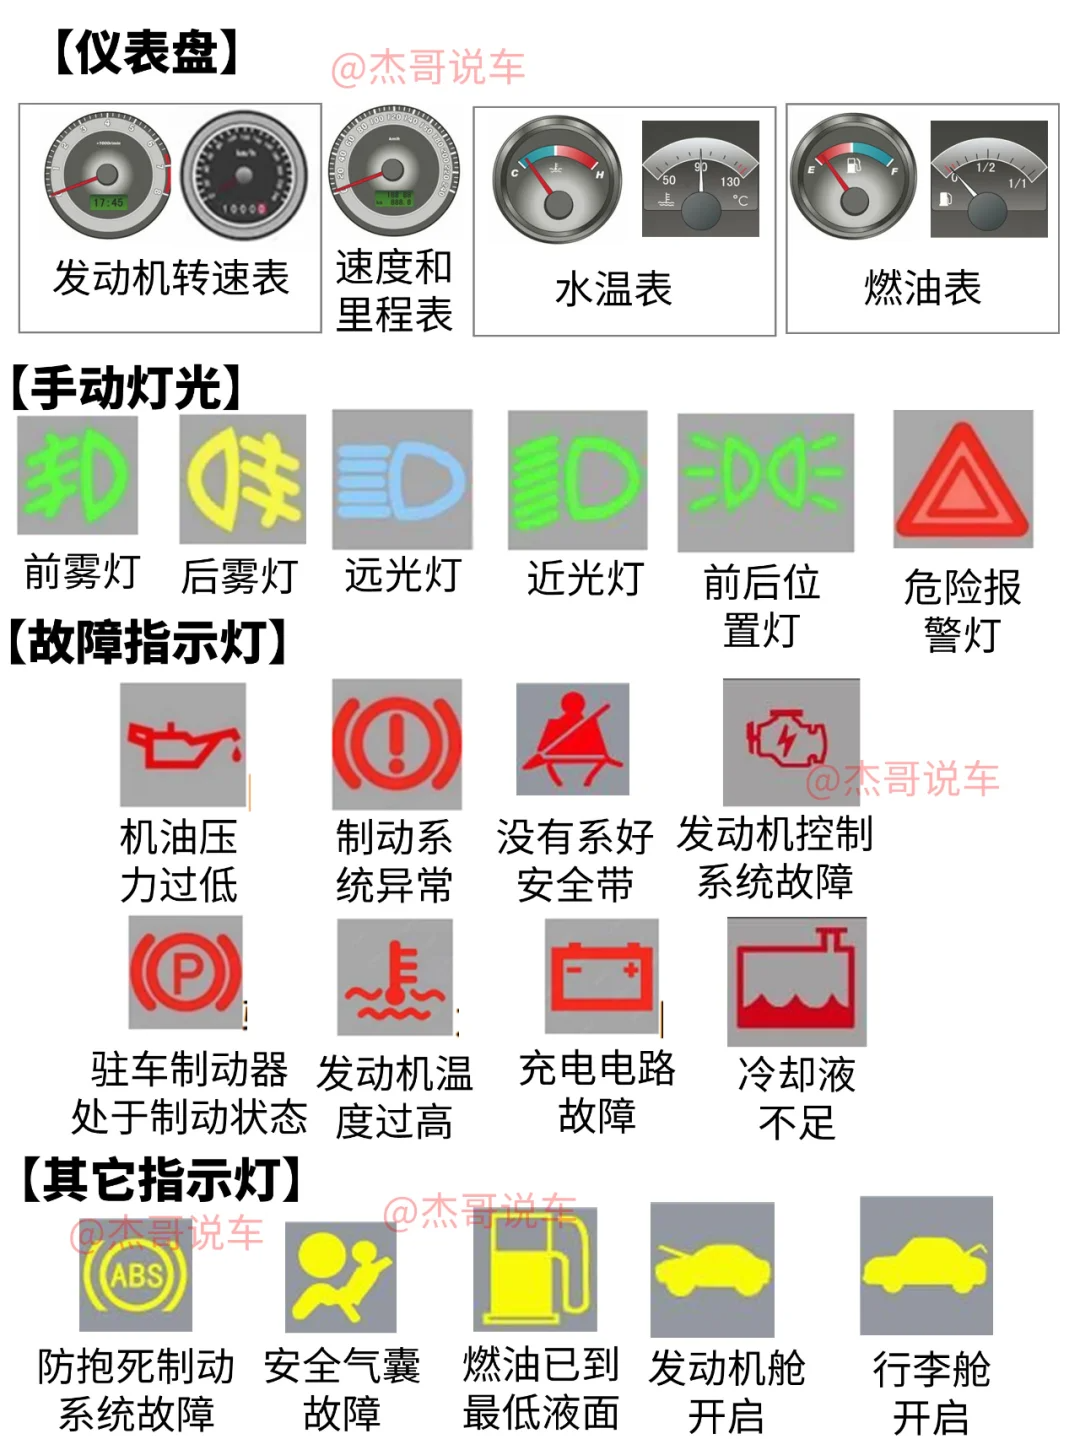 【仪表盘】
@杰哥说车
17:45
10000
C H
50 90 130
°C
E F
0 1/2 1/1
发动机转速表
速度和
里程表
水温表
燃油表
【手动灯光】
前雾灯
后雾灯
远光灯
近光灯
前后位
置灯
危险报
警灯
【故障指示灯】
@杰哥说车
机油压
力过低
制动系
统异常
没有系好
安全带
发动机控制
系统故障
P
驻车制动器
处于制动状态
发动机温
度过高
充电电路
故障
冷却液
不足
【其它指示灯】
@杰哥说车
@杰哥说车
ABS
防抱死制动
系统故障
安全气囊
故障
燃油已到
最低液面
发动机舱
开启
行李舱
开启